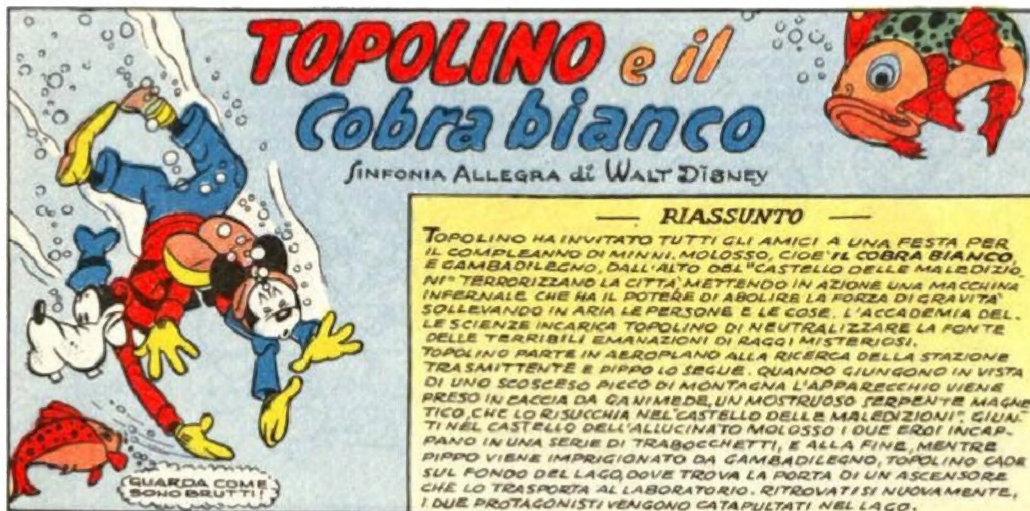 TOPOLINO e il
Cobra bianco
SINFONIA ALLEGRA di WALT DISNEY
— RIASSUNTO —
TOPOLINO HA INVITATO TUTTI GLI AMICI A UNA FESTA PER
IL COMPLEANNO DI MINNI. MOLOSSO, CIOE' IL COBRA BIANCO,
E GAMBADILEGNO, DALL'ALTO DEL "CASTELLO DELLE MALEDIZIO
NI" TERRORIZZANO LA CITTA' METTENDO IN AZIONE UNA MACCHINA
INFERNALE CHE HA IL POTERE DI ABOLIRE LA FORZA DI GRAVITA'
SOLLEVANDO IN ARIA LE PERSONE E LE COSE. L'ACCADEMIA DEL-
LE SCIENZE INCARICA TOPOLINO DI NEUTRALIZZARE LA FONTE
DELLE TERRIBILI EMANAZIONI DI RAGGI MISTERIOSI.
TOPOLINO PARTE IN AEROPLANO ALLA RICERCA DELLA STAZIONE
TRASMITTENTE E PIPPO LO SEGUE. QUANDO GIUNGONO IN VISTA
DI UNO SCOSCESO PICCO DI MONTAGNA L'APPARECCHIO VIENE
PRESO IN CACCIA DA GANIMEDE, UN MOSTRUOSO SERPENTE MAGNE
TICO, CHE LO RISUCCHIA NEL "CASTELLO DELLE MALEDIZIONI". GIUN-
TI NEL CASTELLO DELL'ALLUCINATO MOLOSSO I DUE EROI INCAP-
PANO IN UNA SERIE DI TRABOCCHETTI, E ALLA FINE, MENTRE
PIPPO VIENE IMPRIGIONATO DA GAMBADILEGNO, TOPOLINO CADE
SUL FONDO DEL LAGO, DOVE TROVA LA PORTA DI UN ASCENSORE
CHE LO TRASPORTA AL LABORATORIO. RITROVATISI NUOVAMENTE,
I DUE PROTAGONISTI VENGONO CATAPULTATI NEL LAGO.
GUARDA COME
SONO BRUTTI!